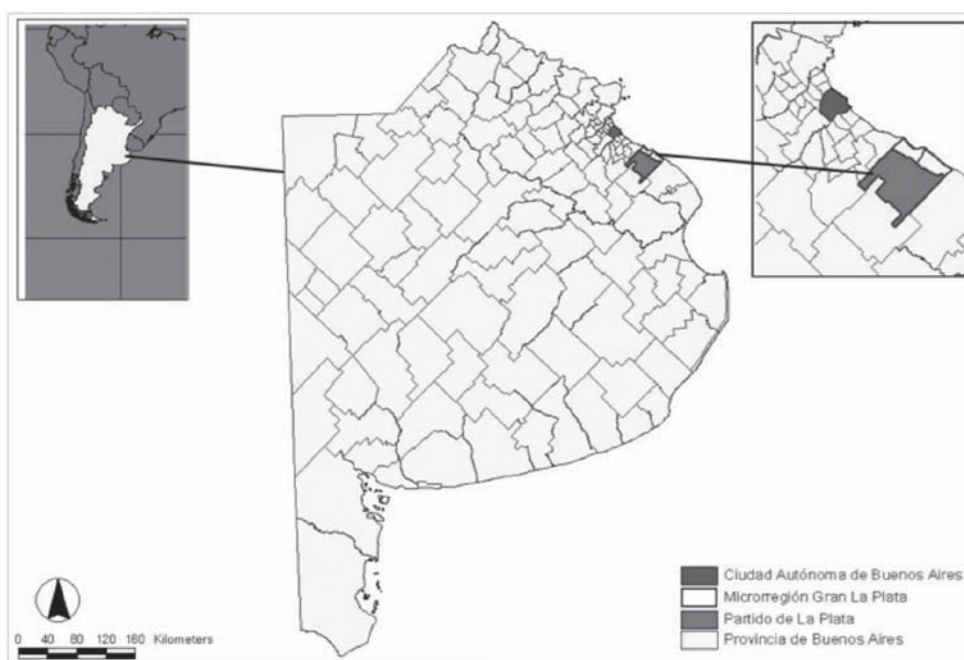 Ciudad Autónoma de Buenos Aires
Microrregión Gran La Plata
Partido de La Plata
Provincia de Buenos Aires
0 40 80 120 160 Kilometers